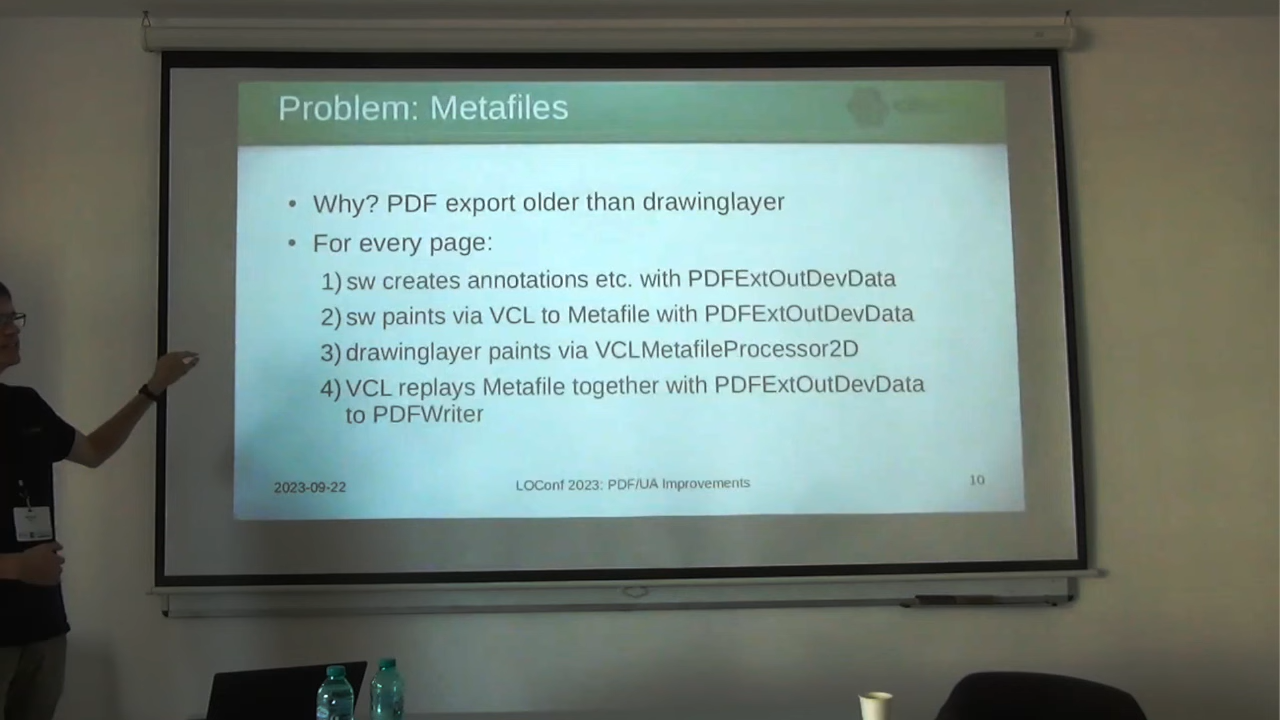 Problem: Metafiles
• Why? PDF export older than drawinglayer
• For every page:
1) sw creates annotations etc. with PDFExtOutDevData
2) sw paints via VCL to Metafile with PDFExtOutDevData
3) drawinglayer paints via VCLMetafileProcessor2D
4) VCL replays Metafile together with PDFExtOutDevData
to PDFWriter
2023-09-22
LOConf 2023: PDF/UA Improvements
10